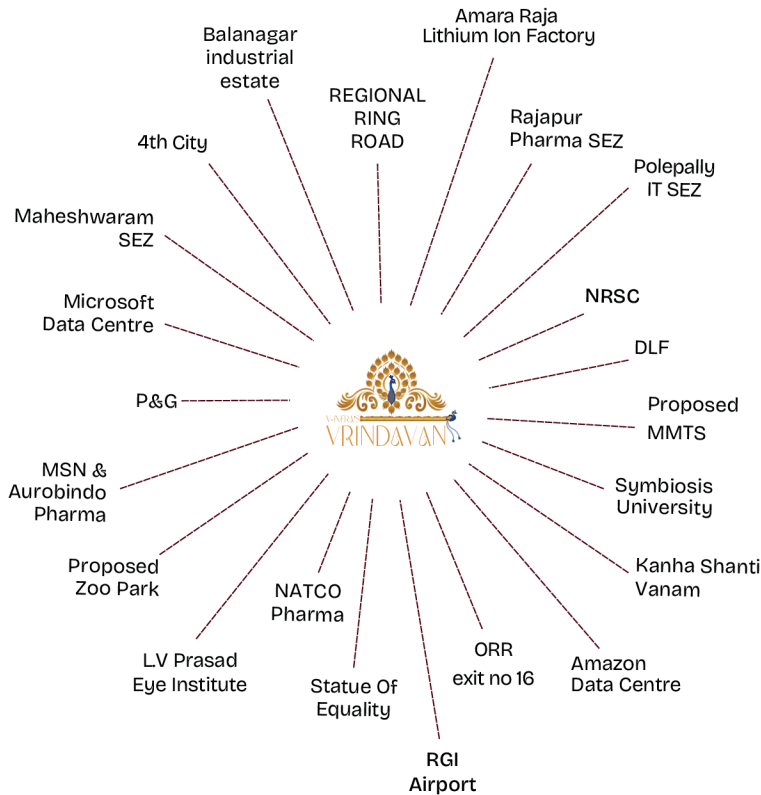 Amara Raja
Lithium Ion Factory
Balanagar
industrial
estate
REGIONAL
RING
ROAD
Rajapur
Pharma SEZ
4th City
Polepally
IT SEZ
Maheshwaram
SEZ
NRSC
Microsoft
Data Centre
DLF
P&G
Proposed
MMTS
VRINDAVAN
MSN &
Aurobindo
Pharma
Symbiosis
University
Proposed
Zoo Park
Kanha Shanti
Vanam
NATCO
Pharma
L.V Prasad
Eye Institute
ORR
exit no 16
Amazon
Data Centre
Statue Of
Equality
RGI
Airport